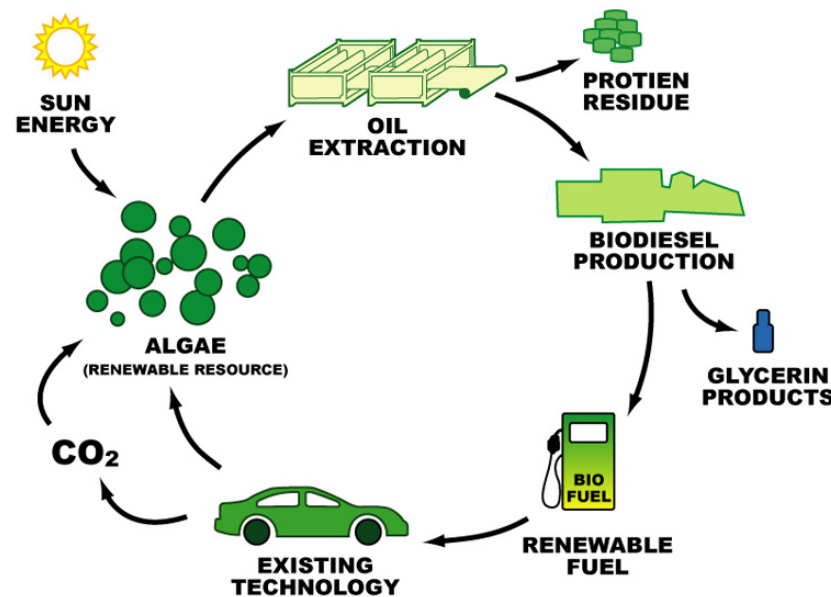 SUN
ENERGY
OIL
EXTRACTION
PROTIEN
RESIDUE
BIODIESEL
PRODUCTION
GLYCERIN
PRODUCTS
BIO
FUEL
RENEWABLE
FUEL
EXISTING
TECHNOLOGY
CO₂
ALGAE
(RENEWABLE RESOURCE)